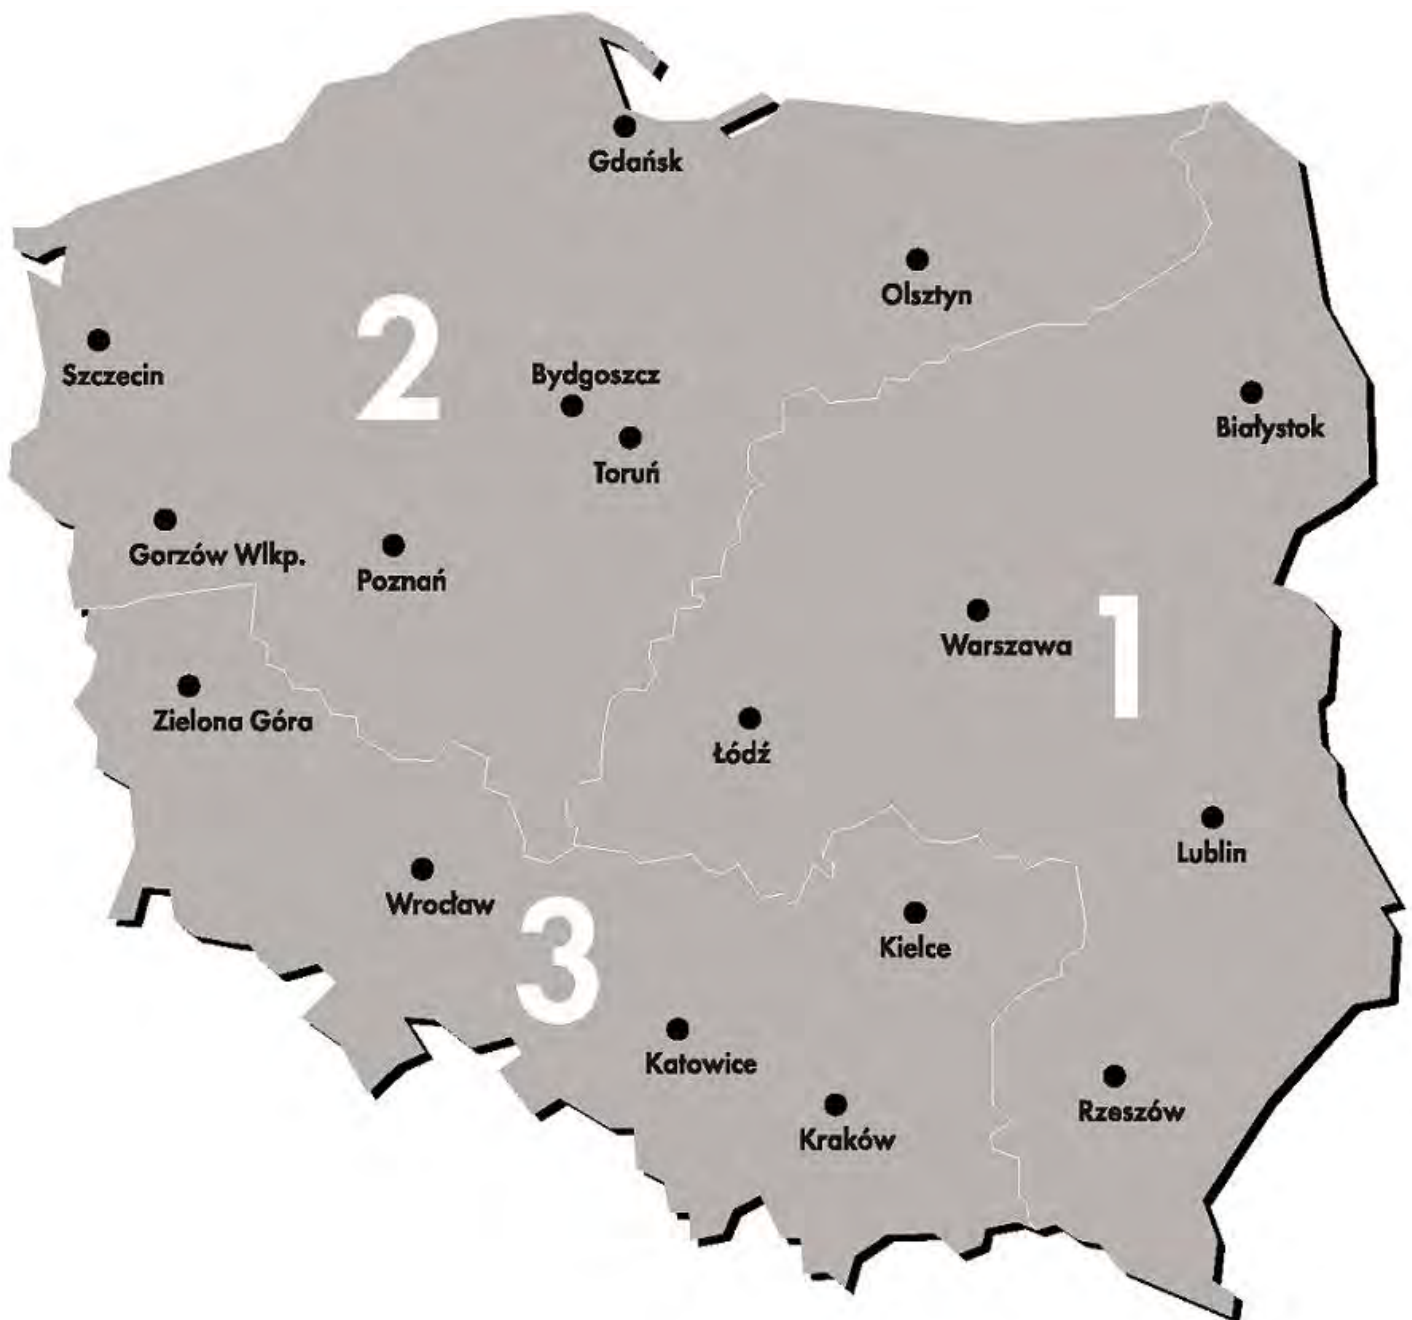 Gdańsk
Olsztyn
2
Szczecin
Bydgoszcz
Białystok
Toruń
Gorzów Wlkp.
Poznań
1
Warszawa
Zielona Góra
Łódź
Lublin
Wrocław
3
Kielce
Katowice
Rzeszów
Kraków